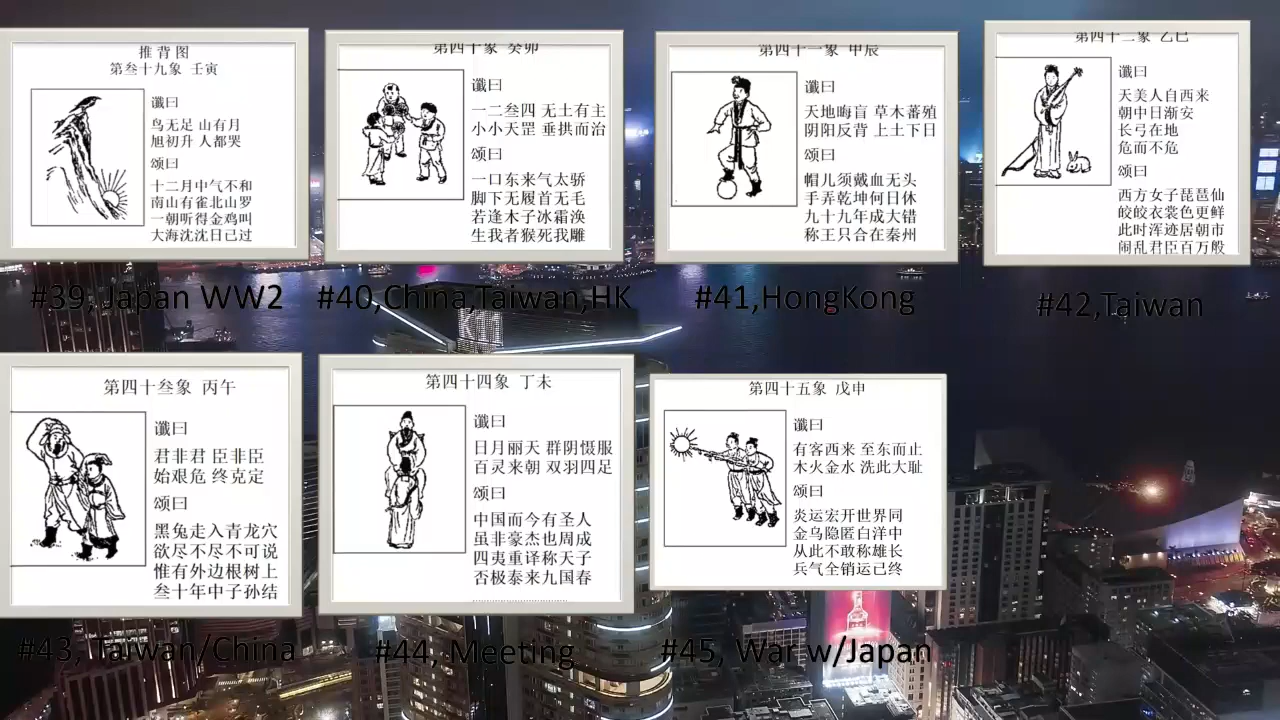 推背图
第叁十九象 壬寅
谶曰
鸟无足 山有月
旭初升 人都哭
颂曰
十二月中气不和
南山有雀北山罗
一朝听得金鸡叫
大海沈沈日已过
#39, Japan WW2
第四十象 癸卯
谶曰
一二叁四 无土有主
小小天罡 垂拱而治
颂曰
一口东来气太骄
脚下无履首无毛
若逢木子冰霜涣
生我者猴死我雕
#40,China,Taiwan,HK
第四十一象 甲辰
谶曰
天地晦盲 草木蕃殖
阴阳反背 上土下日
颂曰
帽儿须戴血无头
手弄乾坤何日休
九十九年成大错
称王只合在秦州
#41,HongKong
第四十二象 乙巳
谶曰
天美人自西来
朝中日渐安
长弓在地
危而不危
颂曰
西方女子琵琶仙
皎皎衣裳色更鲜
此时浑迹居朝市
闹乱君臣百万般
#42,Taiwan
第四十叁象 丙午
谶曰
君非君 臣非臣
始艰危 终克定
颂曰
黑兔走入青龙穴
欲尽不尽不可说
惟有外边根树上
叁十年中子孙结
#43, Taiwan/China
第四十四象 丁未
谶曰
日月丽天 群阴慑服
百灵来朝 双羽四足
颂曰
中国而今有圣人
虽非豪杰也周成
四夷重译称天子
否极泰来九国春
#44, Meeting
第四十五象 戊申
谶曰
有客西来 至东而止
木火金水 洗此大耻
颂曰
炎运宏开世界同
金乌隐匿白洋中
从此不敢称雄长
兵气全销运已终
#45, War w/Japan